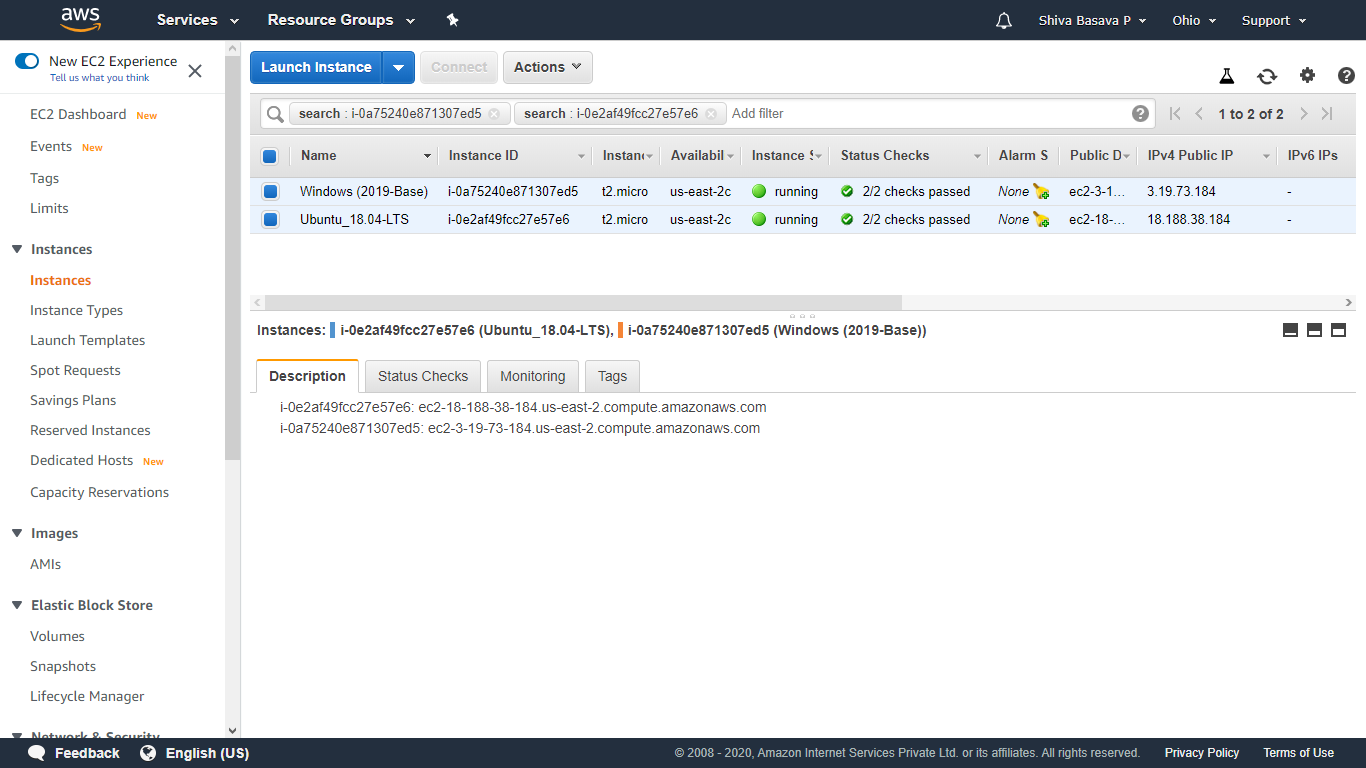 aws Services Resource Groups Shiva Basava P Ohio Support
New EC2 Experience
Tell us what you think
EC2 Dashboard New
Events New
Tags
Limits
Instances
Instances
Instance Types
Launch Templates
Spot Requests
Savings Plans
Reserved Instances
Dedicated Hosts New
Capacity Reservations
Images
AMIs
Elastic Block Store
Volumes
Snapshots
Lifecycle Manager
Network & Security
Launch Instance Connect Actions
search : i-0a75240e871307ed5 search : i-0e2af49fcc27e57e6 Add filter 1 to 2 of 2
Name Instance ID Instanc Availabil Instance S Status Checks Alarm S Public D IPv4 Public IP IPv6 IPs
Windows (2019-Base) i-0a75240e871307ed5 t2.micro us-east-2c running 2/2 checks passed None ec2-3-1... 3.19.73.184 -
Ubuntu_18.04-LTS i-0e2af49fcc27e57e6 t2.micro us-east-2c running 2/2 checks passed None ec2-18-... 18.188.38.184 -
Instances: i-0e2af49fcc27e57e6 (Ubuntu_18.04-LTS), i-0a75240e871307ed5 (Windows (2019-Base))
Description Status Checks Monitoring Tags
i-0e2af49fcc27e57e6: ec2-18-188-38-184.us-east-2.compute.amazonaws.com
i-0a75240e871307ed5: ec2-3-19-73-184.us-east-2.compute.amazonaws.com
Feedback English (US) © 2008 - 2020, Amazon Internet Services Private Ltd. or its affiliates. All rights reserved. Privacy Policy Terms of Use